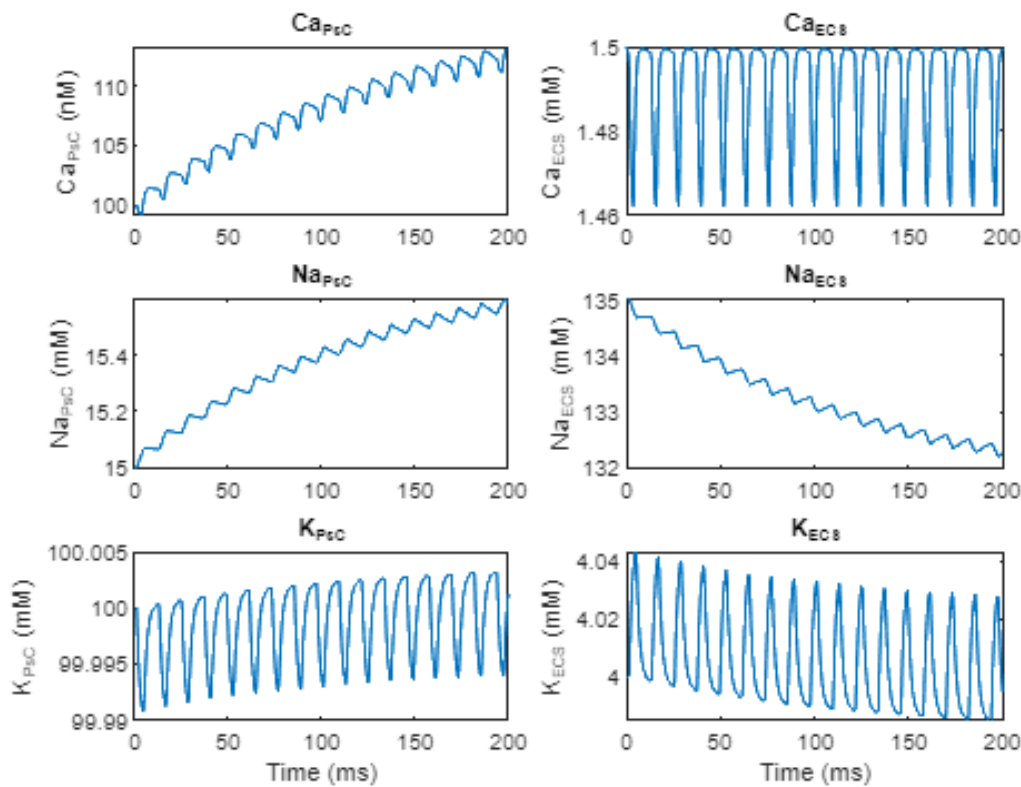 Ca_PsC
Ca_PsC (nM)
110
105
100
0 50 100 150 200
Ca_ECS
Ca_ECS (mM)
1.5
1.48
1.46
0 50 100 150 200
Na_PsC
Na_PsC (mM)
15.4
15.2
15
0 50 100 150 200
Na_ECS
Na_ECS (mM)
135
134
133
132
0 50 100 150 200
K_PsC
K_PsC (mM)
100.005
100
99.995
99.99
0 50 100 150 200
Time (ms)
K_ECS
K_ECS (mM)
4.04
4.02
4
0 50 100 150 200
Time (ms)